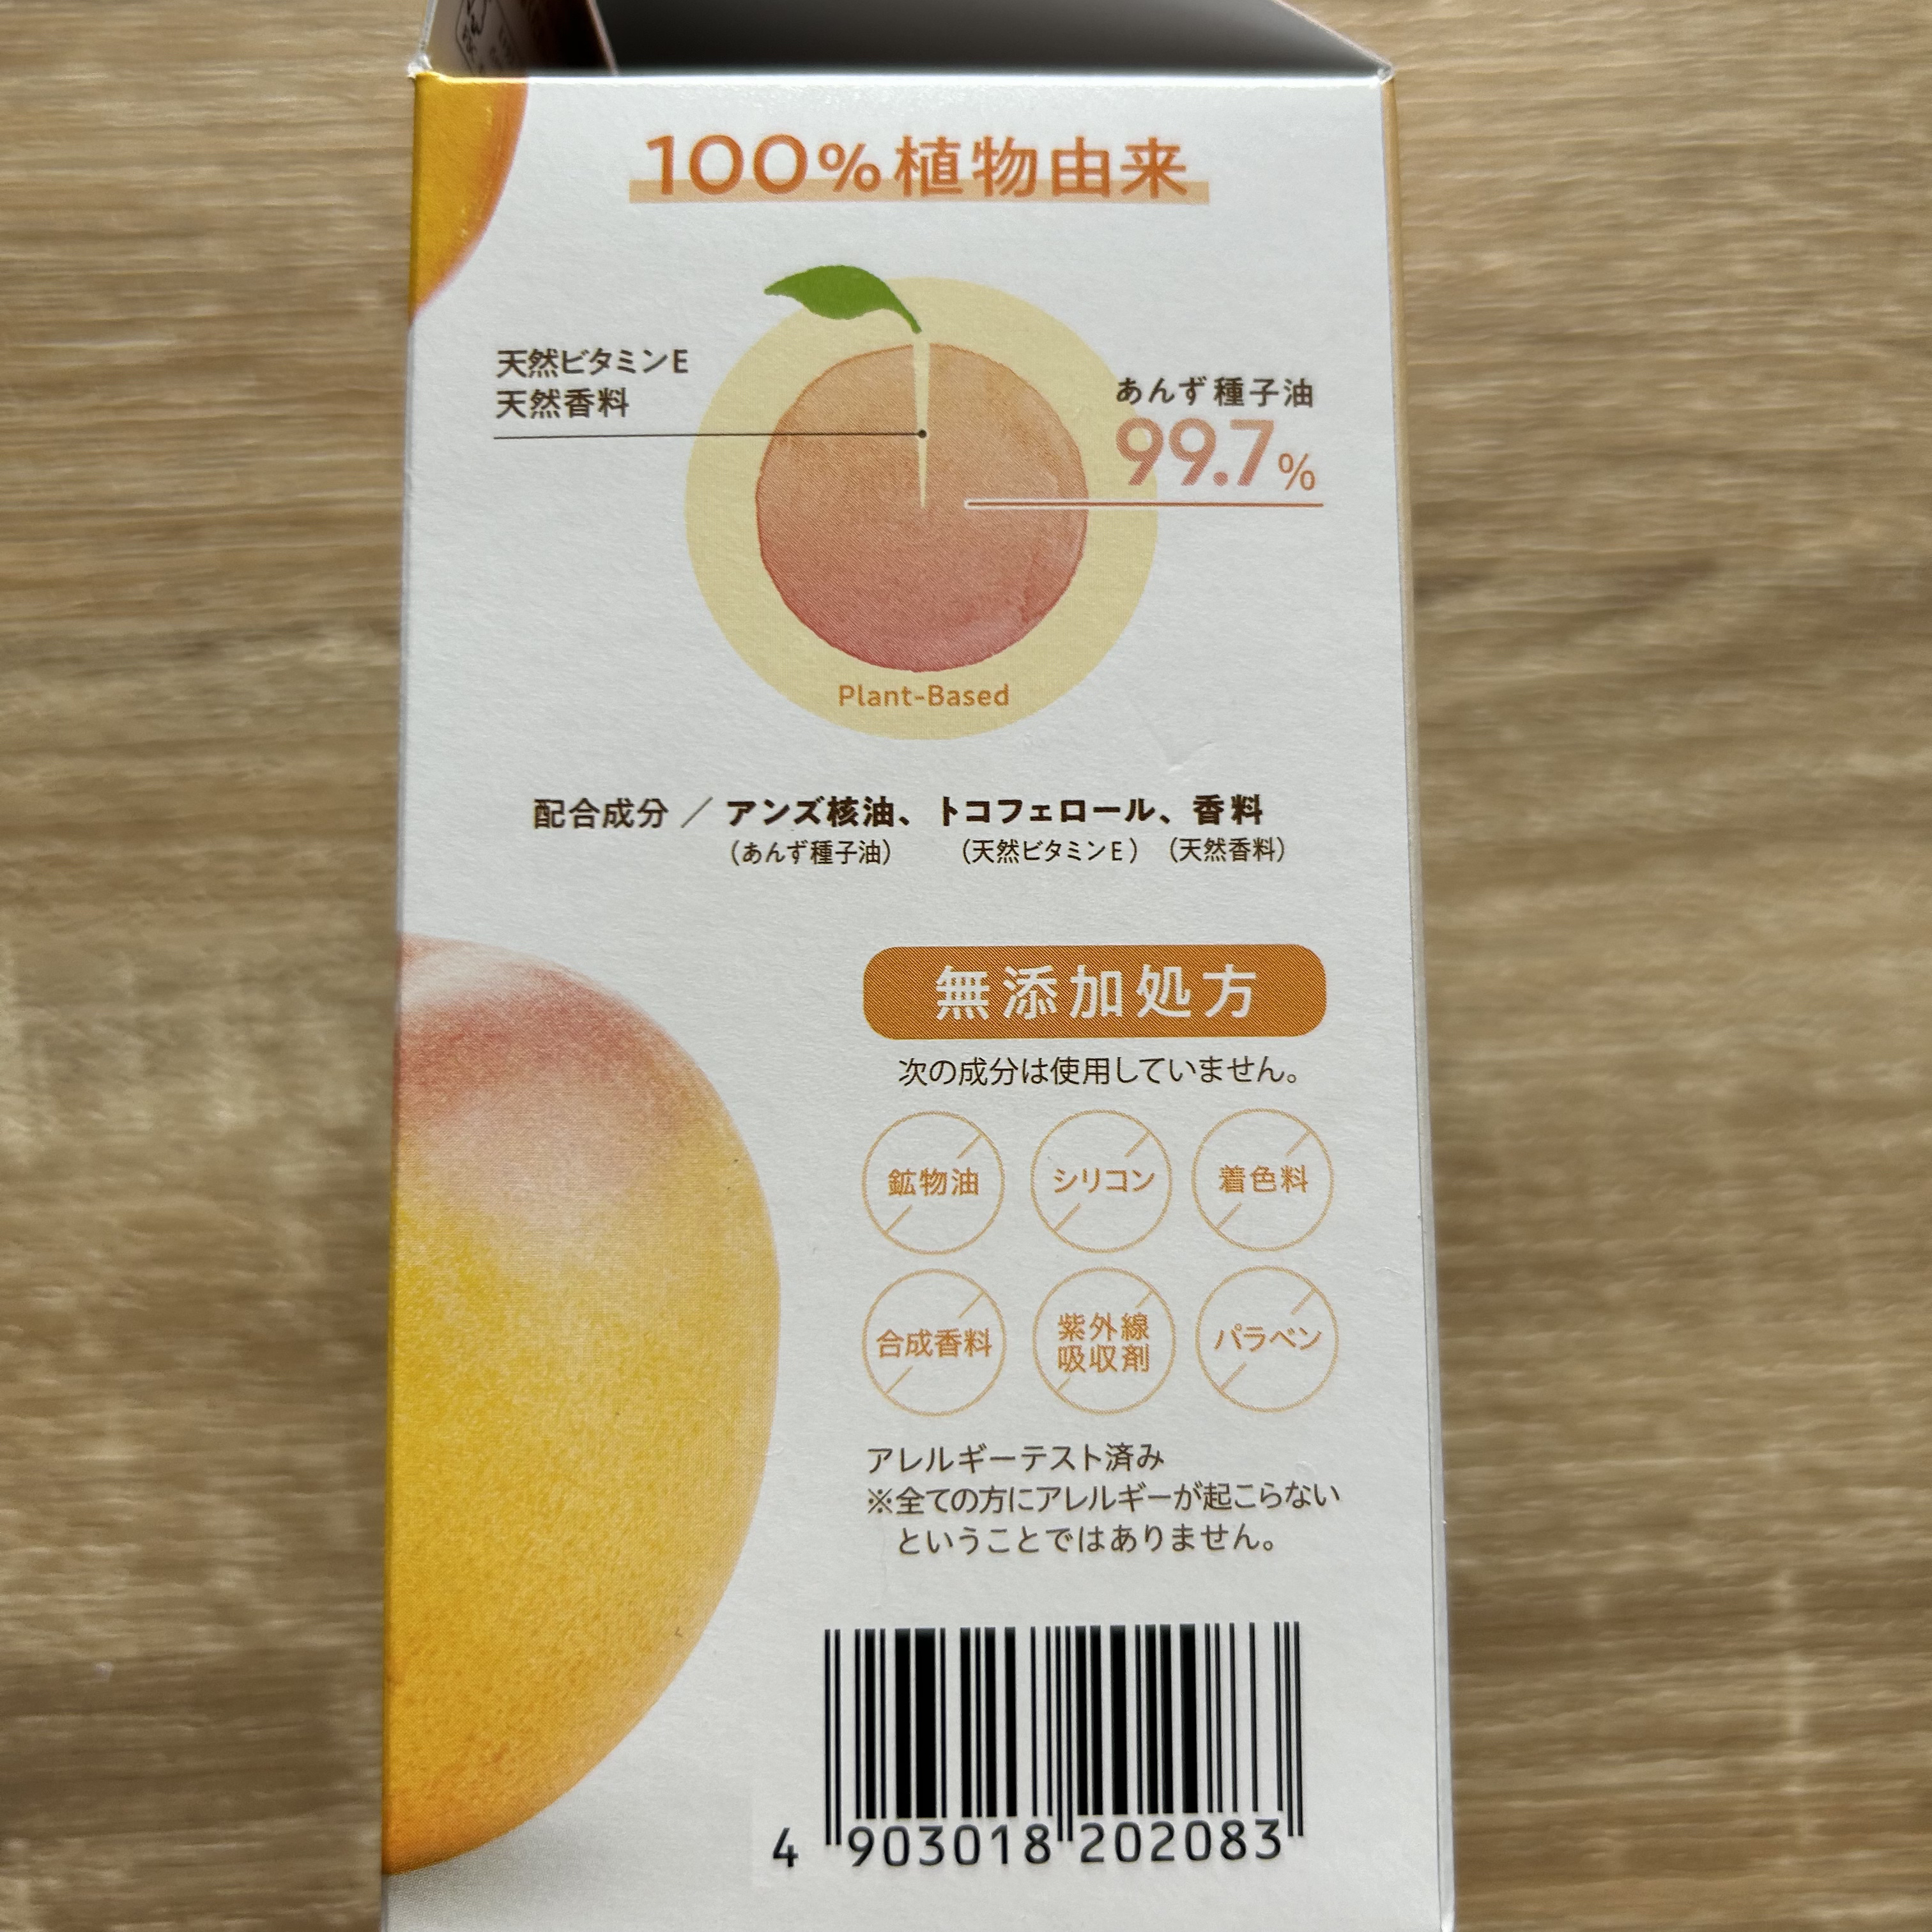 100%植物由来
天然ビタミンE
天然香料
あんず種子油
99.7%
Plant-Based
配合成分／アンズ核油、トコフェロール、香料
（あんず種子油）（天然ビタミンE）（天然香料）
無添加処方
次の成分は使用していません。
鉱物油 シリコン 着色料
合成香料 紫外線吸収剤 パラベン
アレルギーテスト済み
※全ての方にアレルギーが起こらない
ということではありません。
4 903018 202083